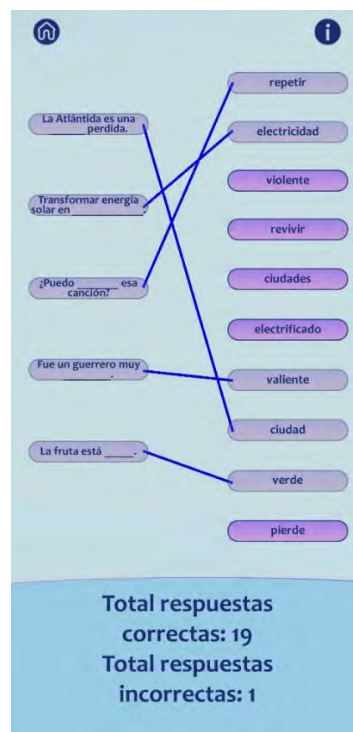 repetir
La Atlántida es una
_______ perdida.
electricidad
violente
Transformar energía
solar en ____________.
revivir
ciudades
¿Puedo _______ esa
canción?
electrificado
Fue un guerrero muy
________.
valiente
ciudad
La fruta está _____.
verde
pierde
Total respuestas
correctas: 19
Total respuestas
incorrectas: 1